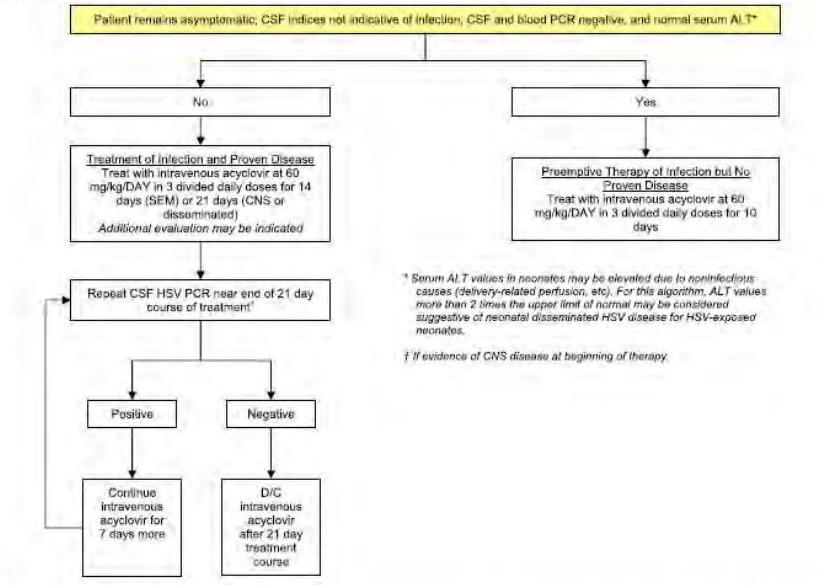 Patient remains asymptomatic, CSF indices not indicative of infection, CSF and blood PCR negative, and normal serum ALT*
No
Yes
Treatment of Infection and Proven Disease
Treat with intravenous acyclovir at 60
mg/kg/DAY in 3 divided daily doses for 14
days (SEM) or 21 days (CNS or
disseminated)
Additional evaluation may be indicated
Preemptive Therapy of Infection but No
Proven Disease
Treat with intravenous acyclovir at 60
mg/kg/DAY in 3 divided daily doses for 10
days
Repeat CSF HSV PCR near end of 21 day
course of treatment†
* Serum ALT values in neonates may be elevated due to noninfectious
causes (delivery-related perfusion, etc). For this algorithm, ALT values
more than 2 times the upper limit of normal may be considered
suggestive of neonatal disseminated HSV disease for HSV-exposed
neonates.
† If evidence of CNS disease at beginning of therapy.
Positive
Negative
Continue
intravenous
acyclovir for
7 days more
D/C
intravenous
acyclovir
after 21 day
treatment
course